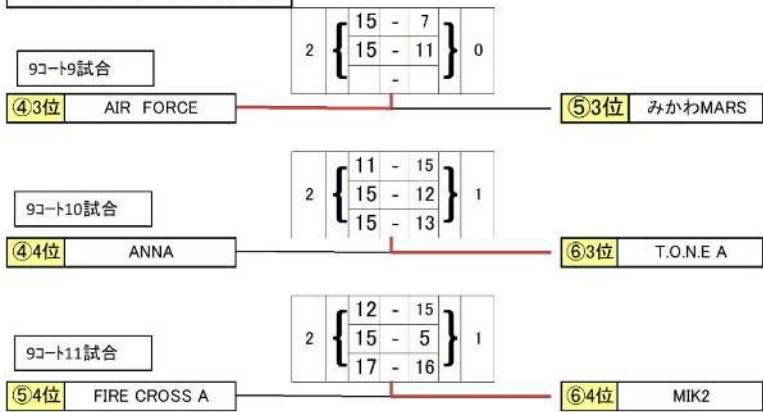 15 - 7
2 { 15 - 11 } 0
-
9コート9試合
④3位 AIR FORCE ⑤3位 みかわMARS
11 - 15
2 { 15 - 12 } 1
15 - 13
9コート10試合
④4位 ANNA ⑥3位 T.O.N.E A
12 - 15
2 { 15 - 5 } 1
17 - 16
9コート11試合
⑤4位 FIRE CROSS A ⑥4位 MIK2